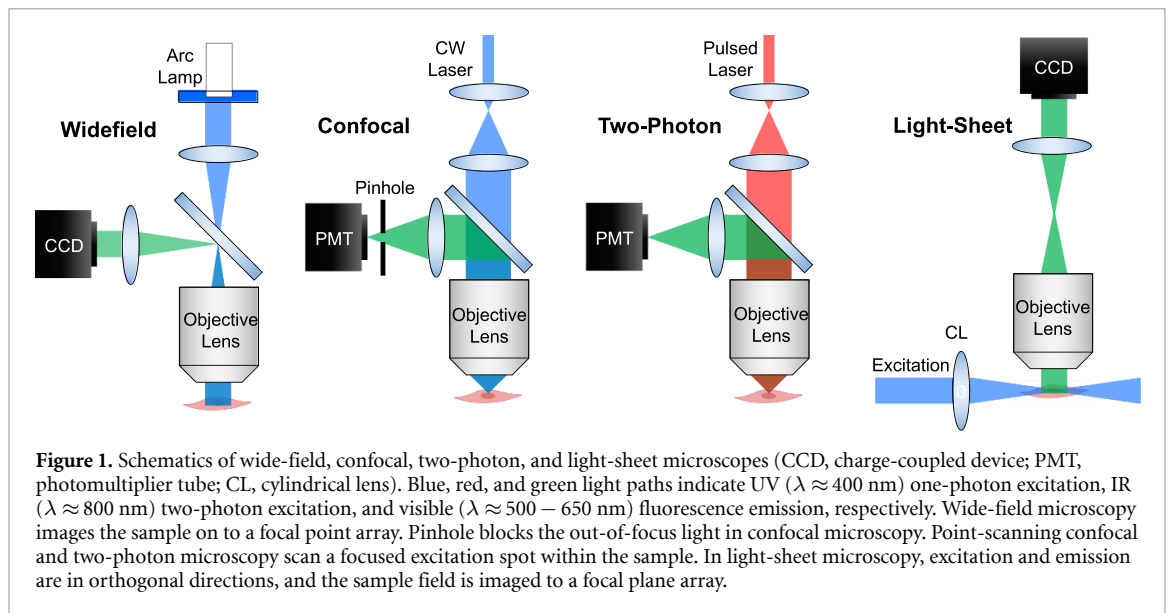 Arc
Lamp
Widefield
CCD
Objective
Lens
CW
Laser
Confocal
Pinhole
PMT
Objective
Lens
Pulsed
Laser
Two-Photon
PMT
Objective
Lens
CCD
Light-Sheet
Objective
Lens
CL
Excitation
0
Figure 1. Schematics of wide-field, confocal, two-photon, and light-sheet microscopes (CCD, charge-coupled device; PMT,
photomultiplier tube; CL, cylindrical lens). Blue, red, and green light paths indicate UV (λ ≈ 400 nm) one-photon excitation, IR
(λ ≈ 800 nm) two-photon excitation, and visible (λ ≈ 500 − 650 nm) fluorescence emission, respectively. Wide-field microscopy
images the sample on to a focal point array. Pinhole blocks the out-of-focus light in confocal microscopy. Point-scanning confocal
and two-photon microscopy scan a focused excitation spot within the sample. In light-sheet microscopy, excitation and emission
are in orthogonal directions, and the sample field is imaged to a focal plane array.